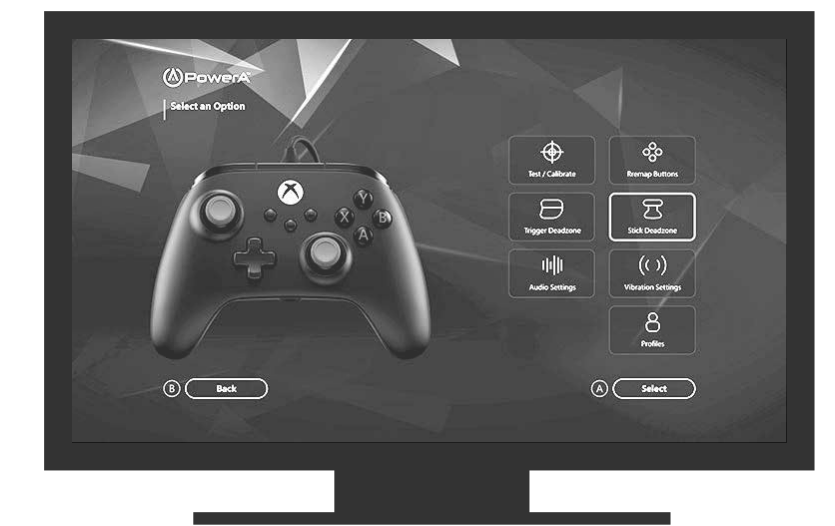 PowerA
Select an Option
Test / Calibrate
Remap Buttons
Trigger Deadzone
Stick Deadzone
Audio Settings
Vibration Settings
Profiles
Y
X
B
A
B Back
A Select